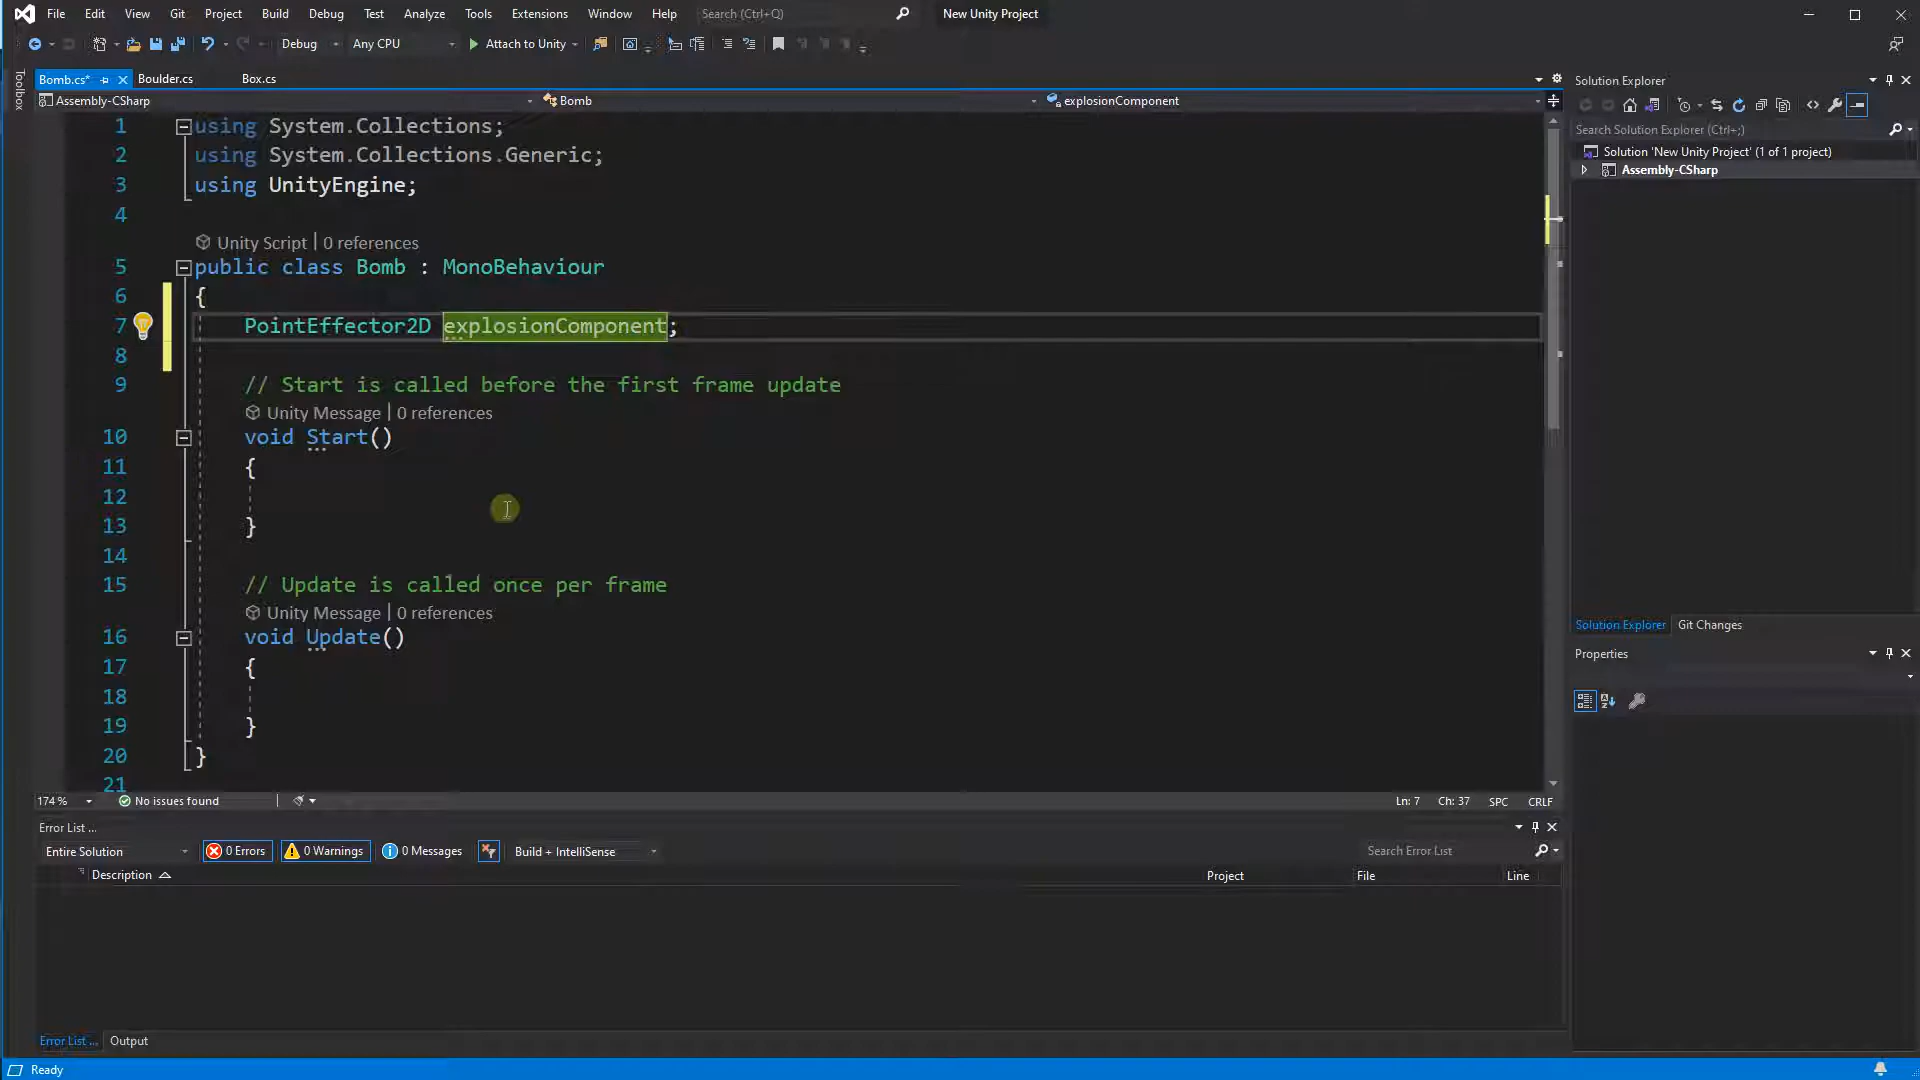 File Edit View Git Project Build Debug Test Analyze Tools Extensions Window Help Search (Ctrl+Q) New Unity Project
Debug Any CPU Attach to Unity
Toolbox
Bomb.cs* Boulder.cs Box.cs
Assembly-CSharp Bomb explosionComponent
1 using System.Collections;
2 using System.Collections.Generic;
3 using UnityEngine;
4
Unity Script | 0 references
5 public class Bomb : MonoBehaviour
6 {
7 PointEffector2D explosionComponent;
8
9 // Start is called before the first frame update
Unity Message | 0 references
10 void Start()
11 {
12
13 }
14
15 // Update is called once per frame
Unity Message | 0 references
16 void Update()
17 {
18
19 }
20 }
21
174 % No issues found Ln: 7 Ch: 37 SPC CRLF
Error List ...
Entire Solution 0 Errors 0 Warnings 0 Messages Build + IntelliSense Search Error List
Description Project File Line
Error List ... Output
Ready
Solution Explorer
Search Solution Explorer (Ctrl+;)
Solution 'New Unity Project' (1 of 1 project)
Assembly-CSharp
Solution Explorer Git Changes
Properties